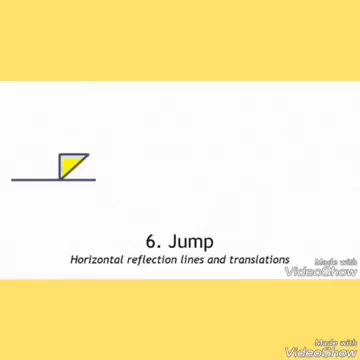 6. Jump
Horizontal reflection lines and translations
Made with
VideoShow
Made with
VideoShow